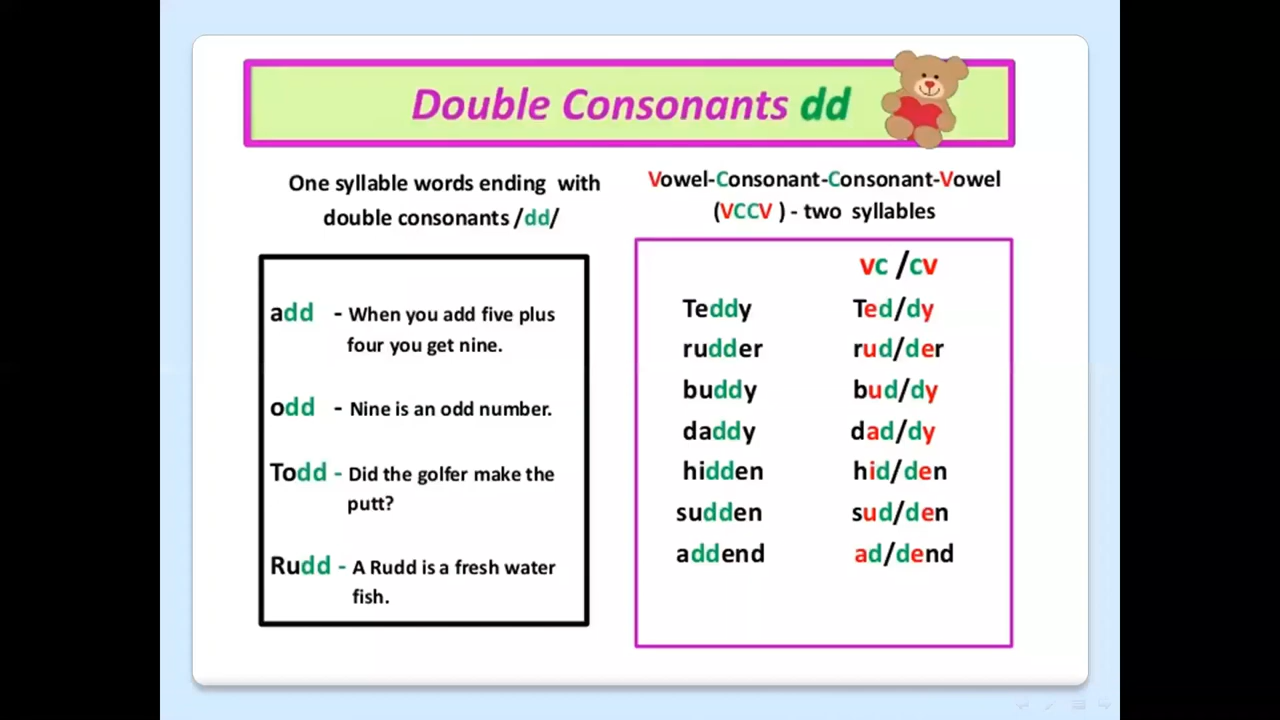 Double Consonants dd
One syllable words ending with
double consonants /dd/
add - When you add five plus
four you get nine.
odd - Nine is an odd number.
Todd - Did the golfer make the
putt?
Rudd - A Rudd is a fresh water
fish.
Vowel-Consonant-Consonant-Vowel
(VCCV ) - two syllables
vc /cv
Teddy Ted/dy
rudder rud/der
buddy bud/dy
daddy dad/dy
hidden hid/den
sudden sud/den
addend ad/dend